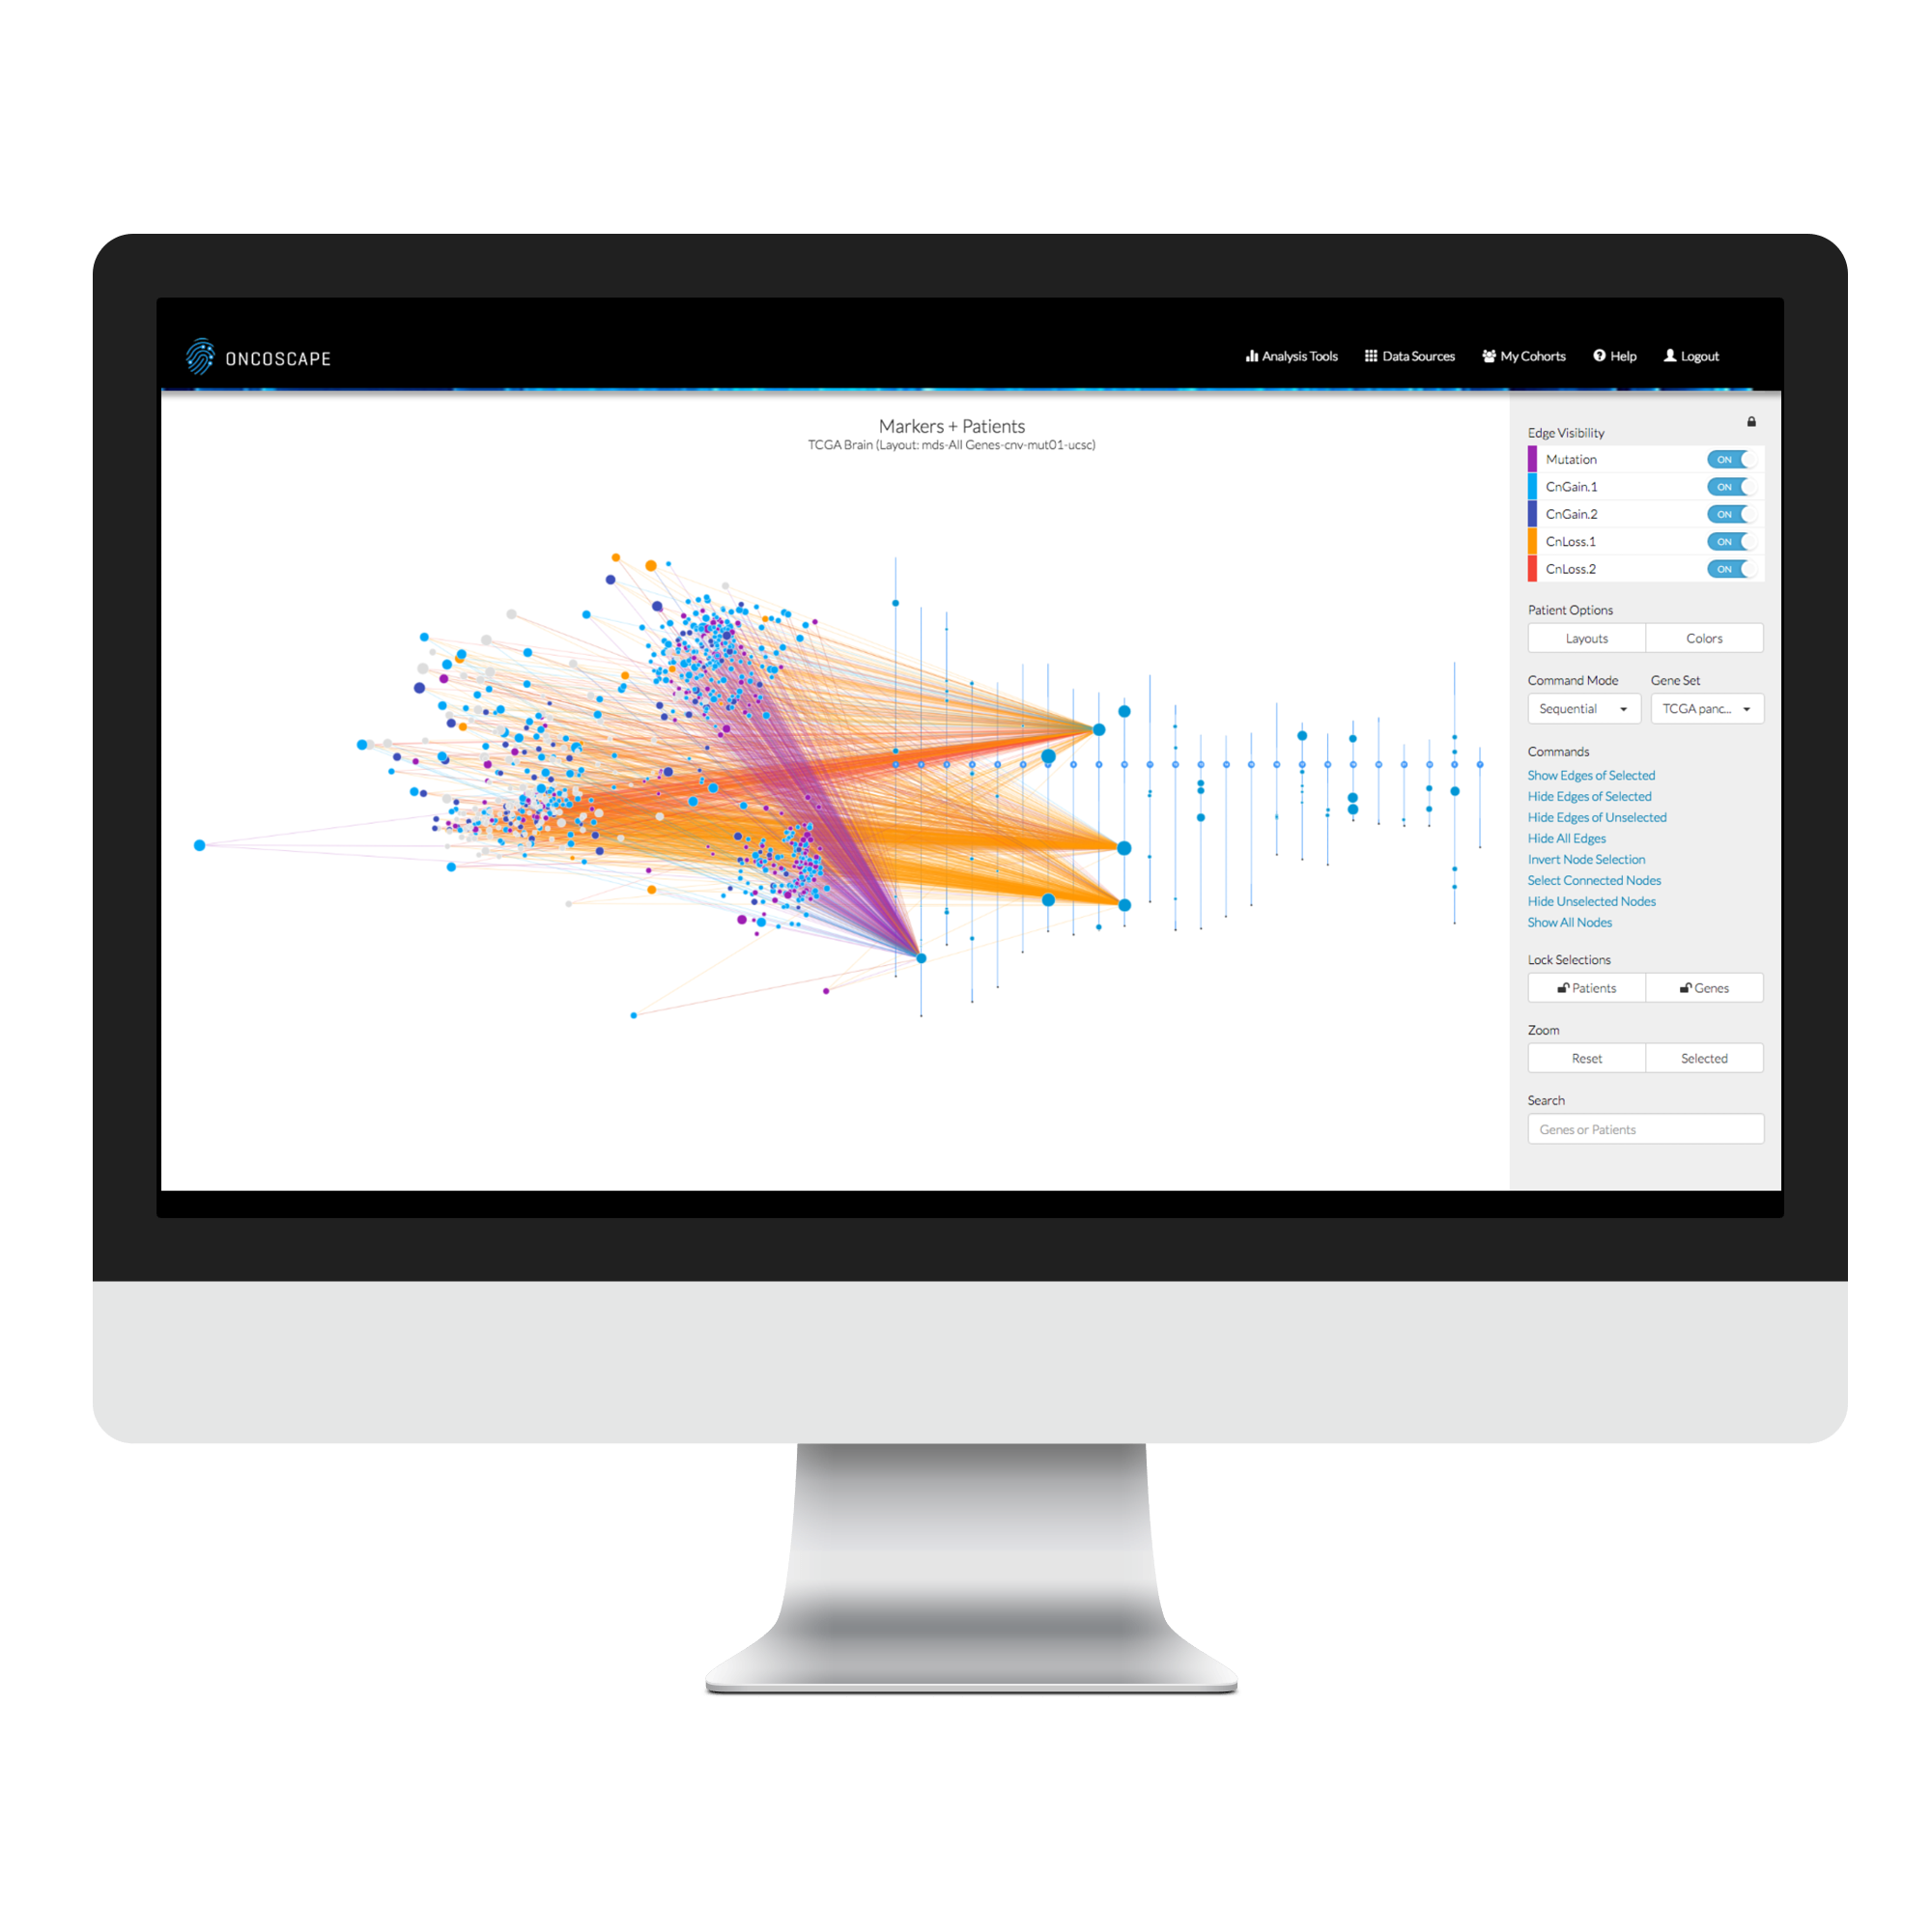 ONCOSCAPE
Analysis Tools
Data Sources
My Cohorts
Help
Logout
Markers + Patients
TCGA Brain (Layout: mds-All Genes-cnv-mut01-ucsc)
Edge Visibility
Mutation ON
CnGain.1 ON
CnGain.2 ON
CnLoss.1 ON
CnLoss.2 ON
Patient Options
Layouts Colors
Command Mode Gene Set
Sequential TCGA panc...
Commands
Show Edges of Selected
Hide Edges of Selected
Hide Edges of Unselected
Hide All Edges
Invert Node Selection
Select Connected Nodes
Hide Unselected Nodes
Show All Nodes
Lock Selections
Patients Genes
Zoom
Reset Selected
Search
Genes or Patients